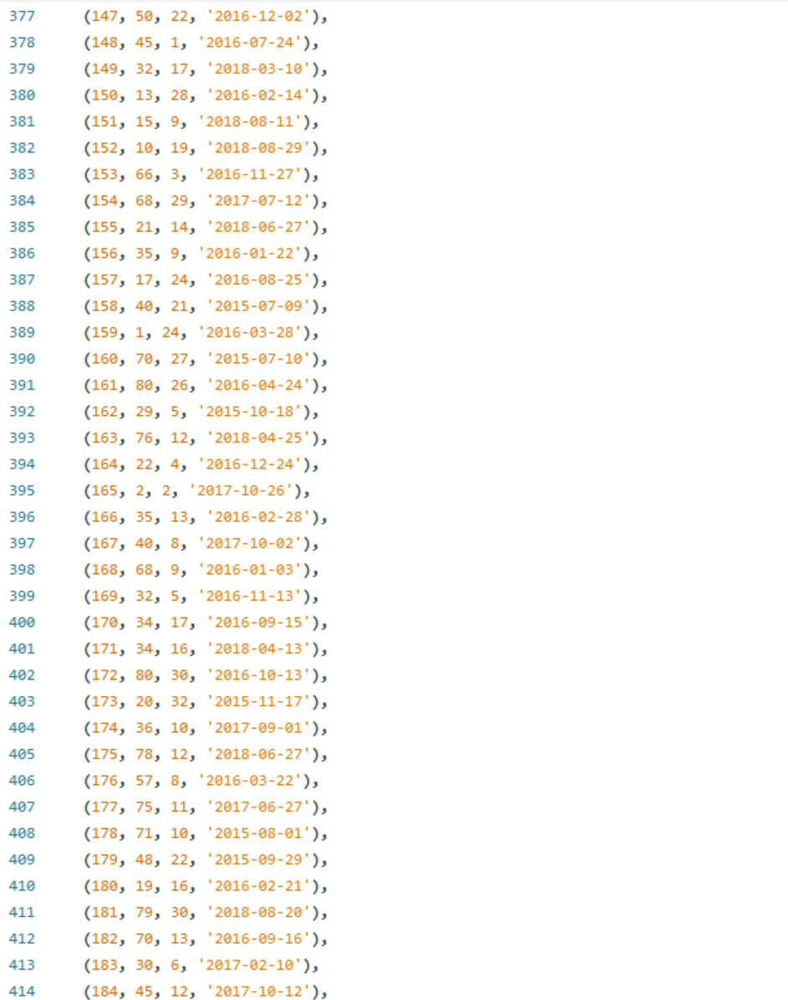 377 (147, 50, 22, '2016-12-02'),
378 (148, 45, 1, '2016-07-24'),
379 (149, 32, 17, '2018-03-10'),
380 (150, 13, 28, '2016-02-14'),
381 (151, 15, 9, '2018-08-11'),
382 (152, 10, 19, '2018-08-29'),
383 (153, 66, 3, '2016-11-27'),
384 (154, 68, 29, '2017-07-12'),
385 (155, 21, 14, '2018-06-27'),
386 (156, 35, 9, '2016-01-22'),
387 (157, 17, 24, '2016-08-25'),
388 (158, 40, 21, '2015-07-09'),
389 (159, 1, 24, '2016-03-28'),
390 (160, 70, 27, '2015-07-10'),
391 (161, 80, 26, '2016-04-24'),
392 (162, 29, 5, '2015-10-18'),
393 (163, 76, 12, '2018-04-25'),
394 (164, 22, 4, '2016-12-24'),
395 (165, 2, 2, '2017-10-26'),
396 (166, 35, 13, '2016-02-28'),
397 (167, 40, 8, '2017-10-02'),
398 (168, 68, 9, '2016-01-03'),
399 (169, 32, 5, '2016-11-13'),
400 (170, 34, 17, '2016-09-15'),
401 (171, 34, 16, '2018-04-13'),
402 (172, 80, 30, '2016-10-13'),
403 (173, 20, 32, '2015-11-17'),
404 (174, 36, 10, '2017-09-01'),
405 (175, 78, 12, '2018-06-27'),
406 (176, 57, 8, '2016-03-22'),
407 (177, 75, 11, '2017-06-27'),
408 (178, 71, 10, '2015-08-01'),
409 (179, 48, 22, '2015-09-29'),
410 (180, 19, 16, '2016-02-21'),
411 (181, 79, 30, '2018-08-20'),
412 (182, 70, 13, '2016-09-16'),
413 (183, 30, 6, '2017-02-10'),
414 (184, 45, 12, '2017-10-12'),